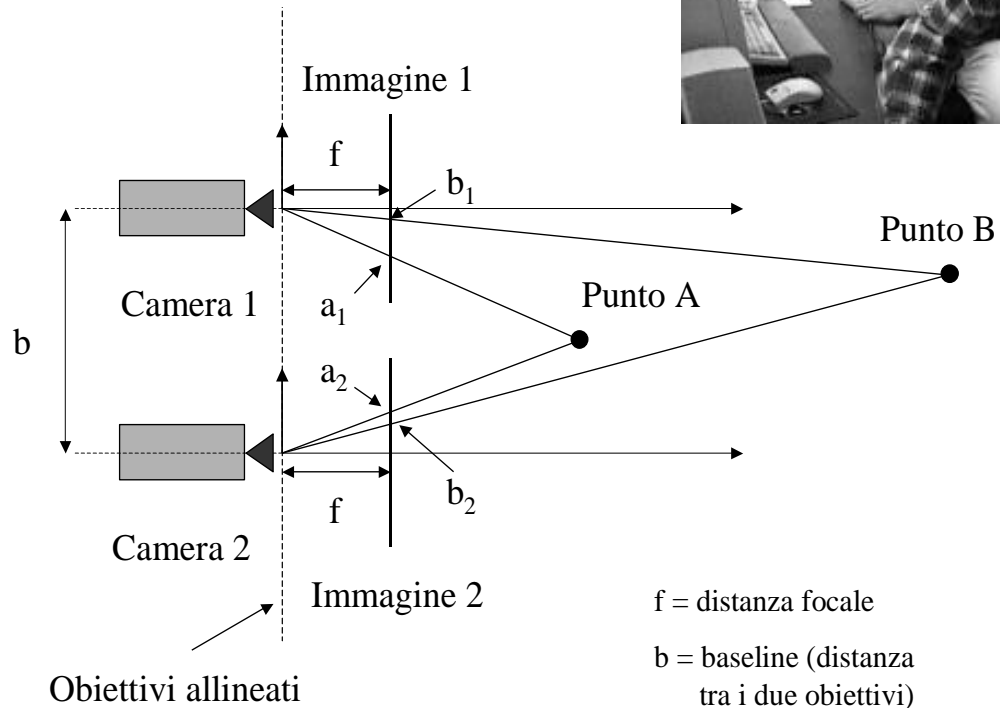 Immagine 1
f
b1
Punto B
Punto A
Camera 1
a1
b
a2
b2
f
Camera 2
Immagine 2
f = distanza focale
b = baseline (distanza
tra i due obiettivi)
Obiettivi allineati